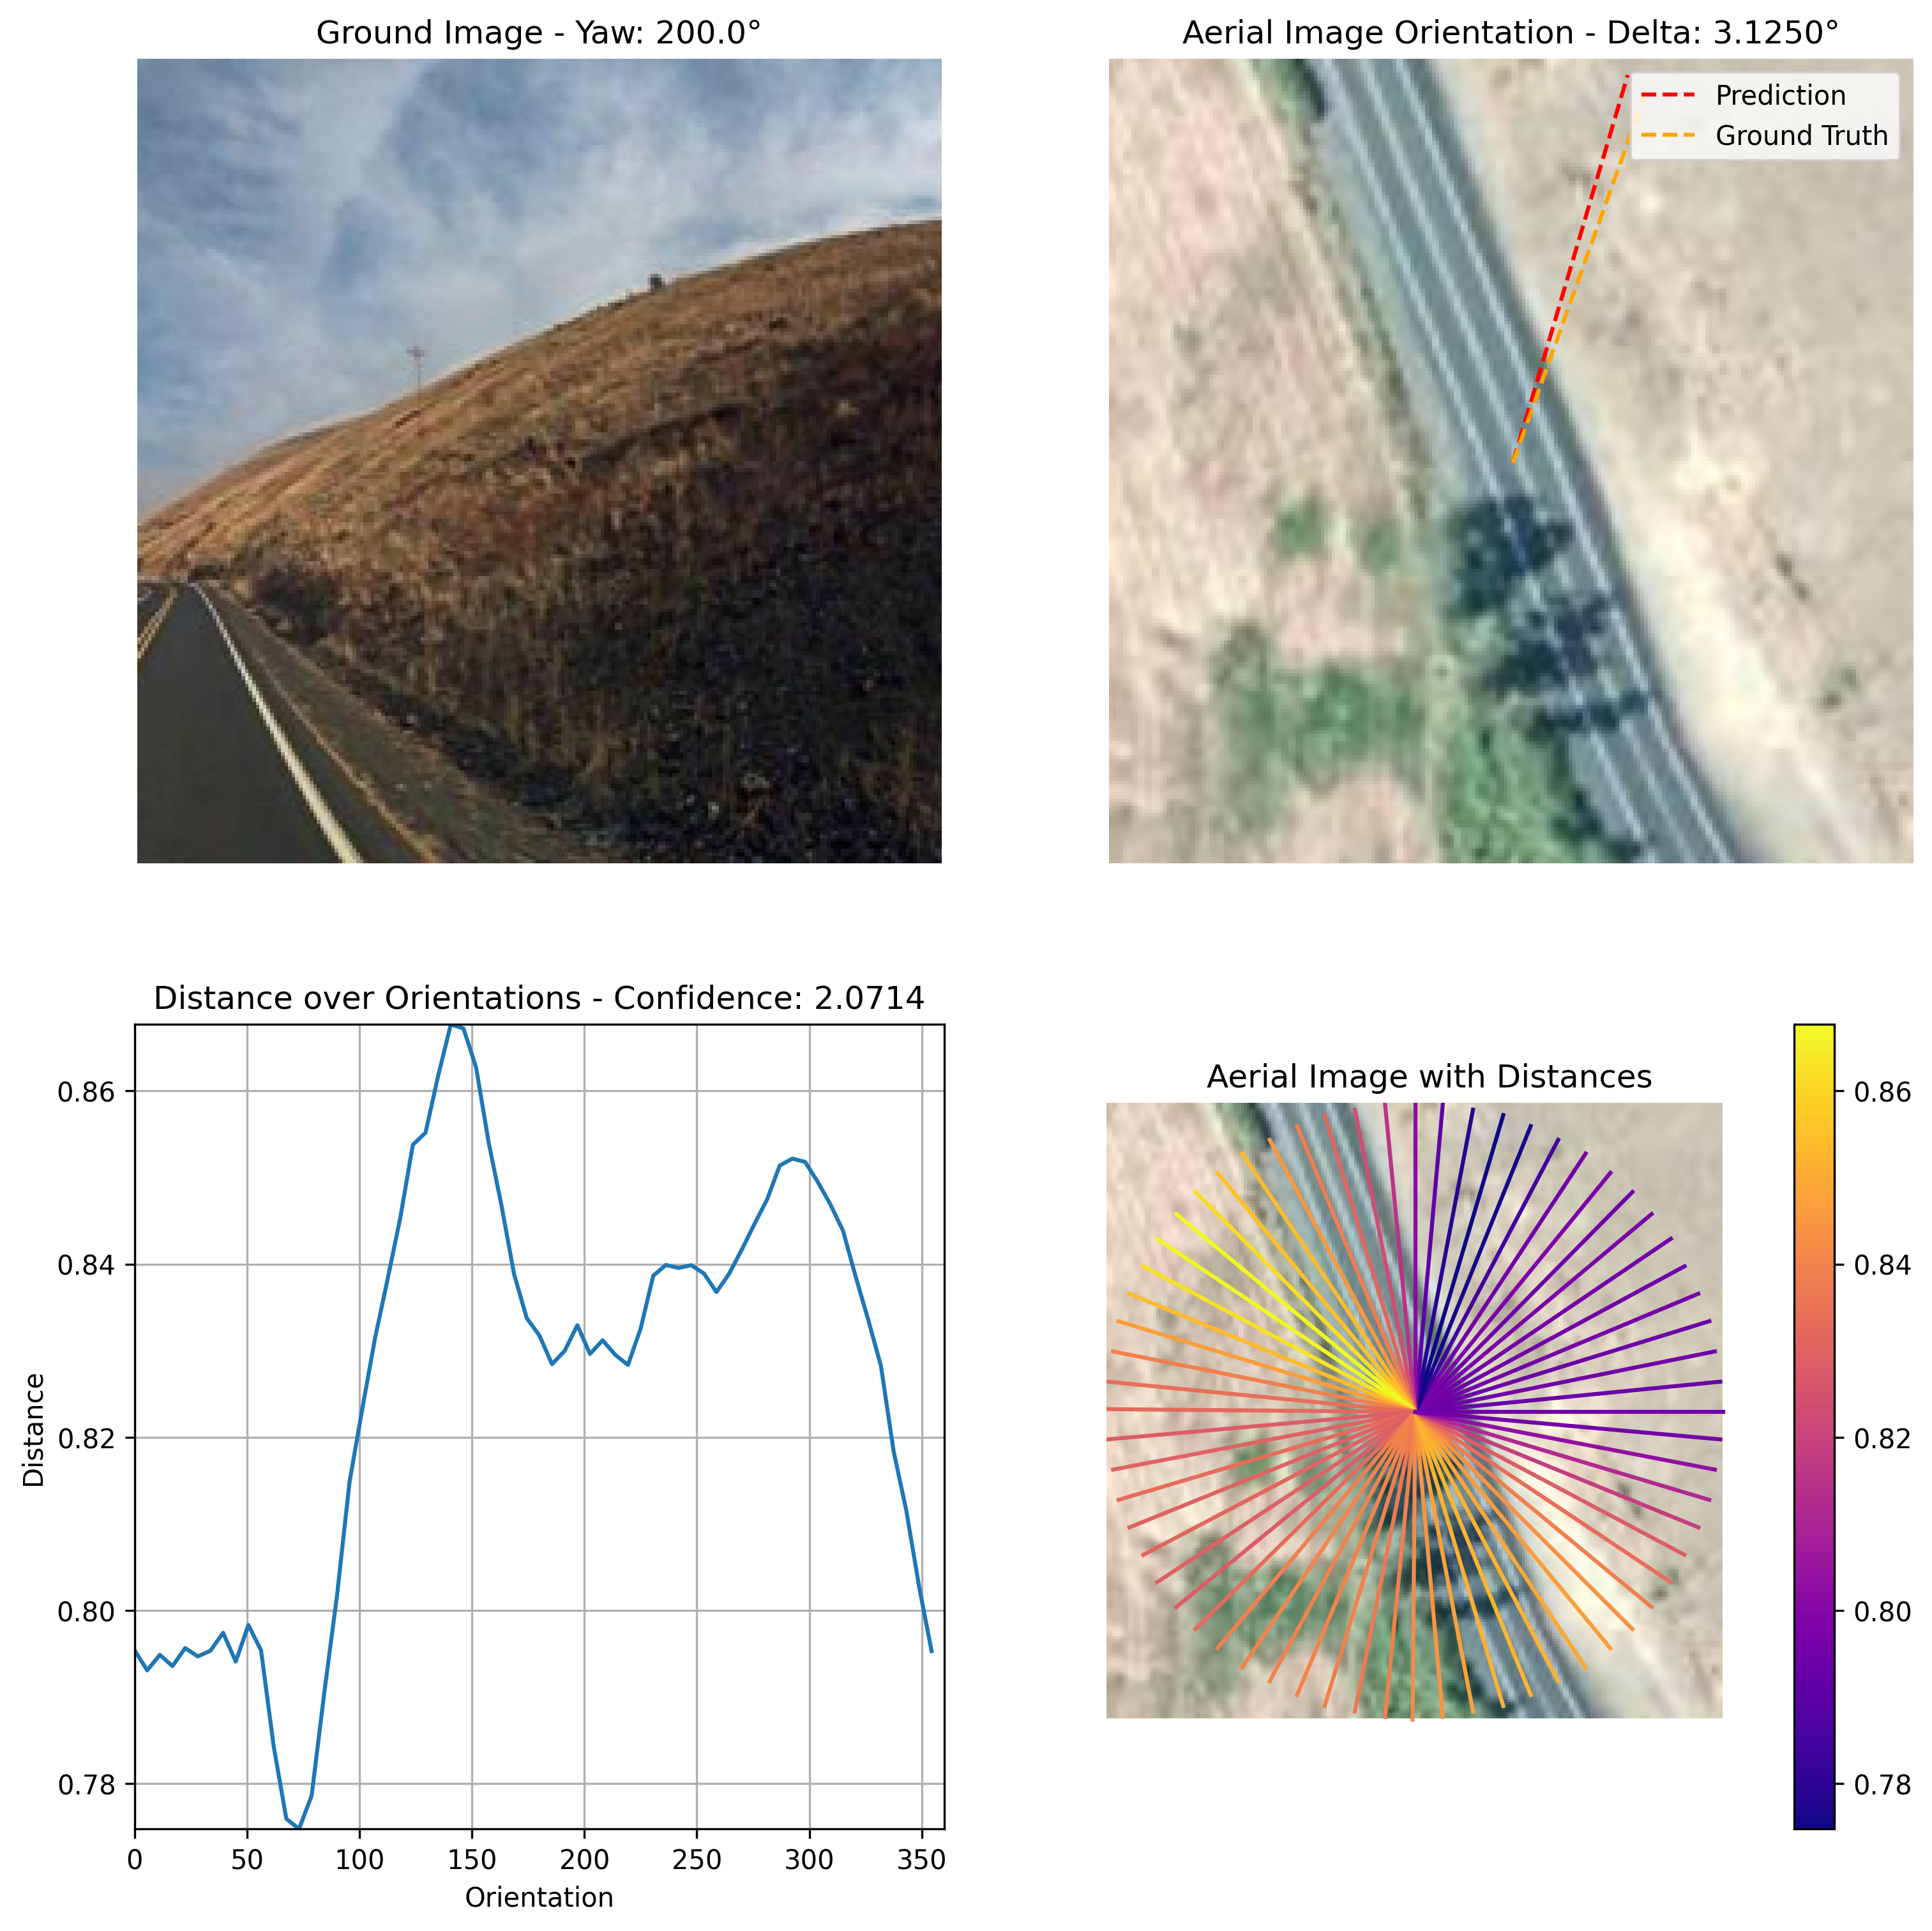 Ground Image - Yaw: 200.0°
Aerial Image Orientation - Delta: 3.1250°
Prediction
Ground Truth
Distance over Orientations - Confidence: 2.0714
0.86
0.84
0.82
0.80
0.78
Distance
0
50
100
150
200
250
300
350
Orientation
Aerial Image with Distances
0.86
0.84
0.82
0.80
0.78